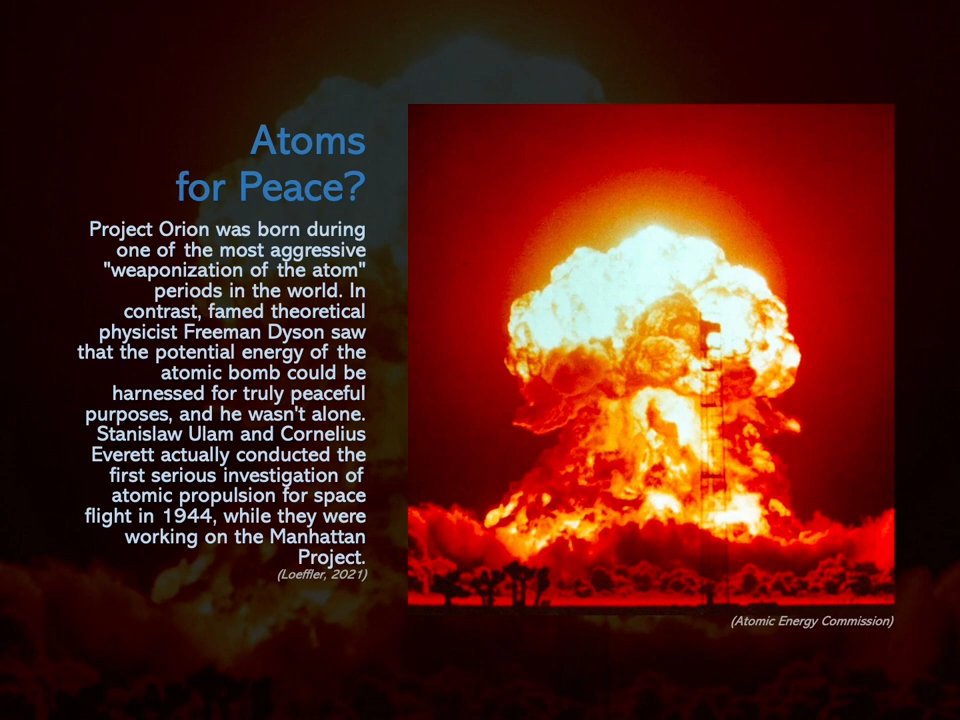 Atoms
for Peace?
Project Orion was born during
one of the most aggressive
"weaponization of the atom"
periods in the world. In
contrast, famed theoretical
physicist Freeman Dyson saw
that the potential energy of the
atomic bomb could be
harnessed for truly peaceful
purposes, and he wasn't alone.
Stanislaw Ulam and Cornelius
Everett actually conducted the
first serious investigation of
atomic propulsion for space
flight in 1944, while they were
working on the Manhattan
Project.
(Loeffler, 2021)
(Atomic Energy Commission)